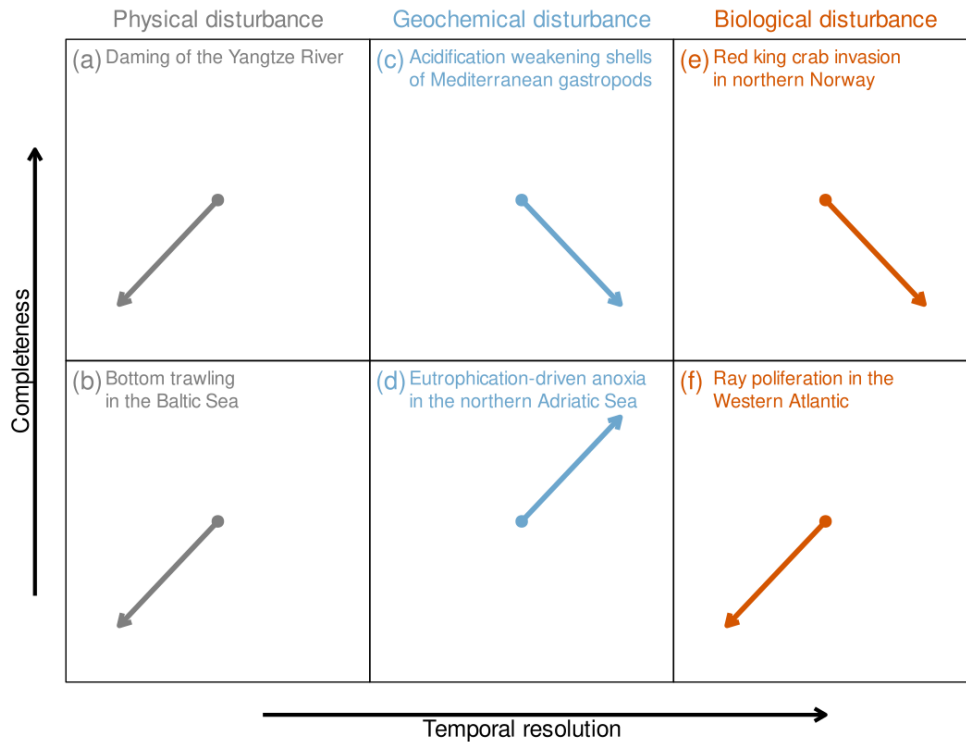 Physical disturbance
Geochemical disturbance
Biological disturbance
(a) Daming of the Yangtze River
(c) Acidification weakening shells
of Mediterranean gastropods
(e) Red king crab invasion
in northern Norway
Completeness
(b) Bottom trawling
in the Baltic Sea
(d) Eutrophication-driven anoxia
in the northern Adriatic Sea
(f) Ray poliferation in the
Western Atlantic
Temporal resolution